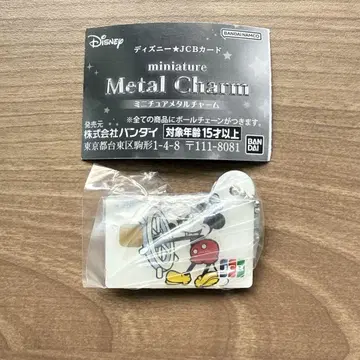 Disney
BANDAI NAMCO
ディズニー★JCBカード
miniature
Metal Charm
ミニチュアメタルチャーム
※全ての商品にボールチェーンがつきます。
発売元
株式会社バンダイ 対象年齢15才以上
東京都台東区駒形1-4-8 〒111-8081
BAN
DAI
JCB